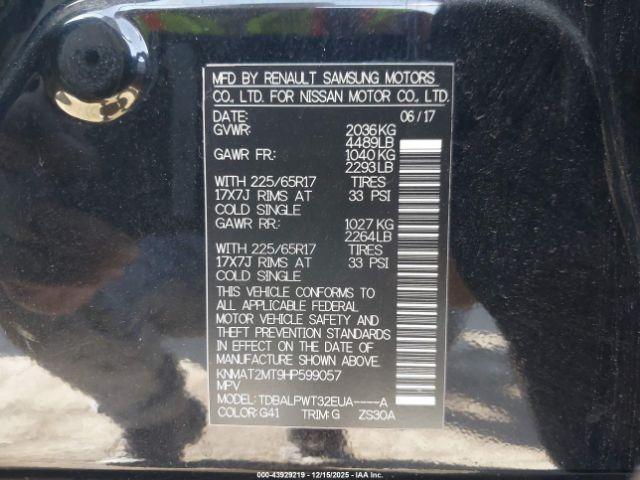 MFD BY RENAULT SAMSUNG MOTORS
CO., LTD. FOR NISSAN MOTOR CO., LTD.
DATE: 06/17
GVWR: 2036KG
4489LB
GAWR FR: 1040KG
2293LB
WITH 225/65R17 TIRES
17X7J RIMS AT 33 PSI
COLD SINGLE
GAWR RR: 1027KG
2264LB
WITH 225/65R17 TIRES
17X7J RIMS AT 33 PSI
COLD SINGLE
THIS VEHICLE CONFORMS TO
ALL APPLICABLE FEDERAL
MOTOR VEHICLE SAFETY AND
THEFT PREVENTION STANDARDS
IN EFFECT ON THE DATE OF
MANUFACTURE SHOWN ABOVE.
KNMAT2MT9HP599057
MPV
MODEL: TDBALPWT32EUA----A
COLOR: G41 TRIM: G ZS30A
000-43929219 - 12/15/2025 - IAAI.COM